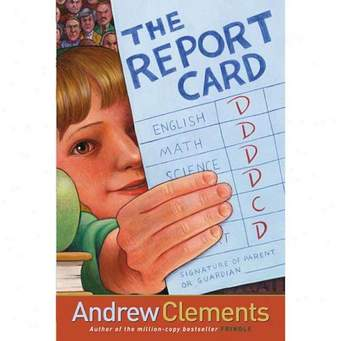 THE
REPORT
CARD
ENGLISH D
MATH D
SCIENCE D
D
C
T D
SIGNATURE OF PARENT
OR GUARDIAN
Andrew Clements
Author of the million-copy bestseller FRINDLE